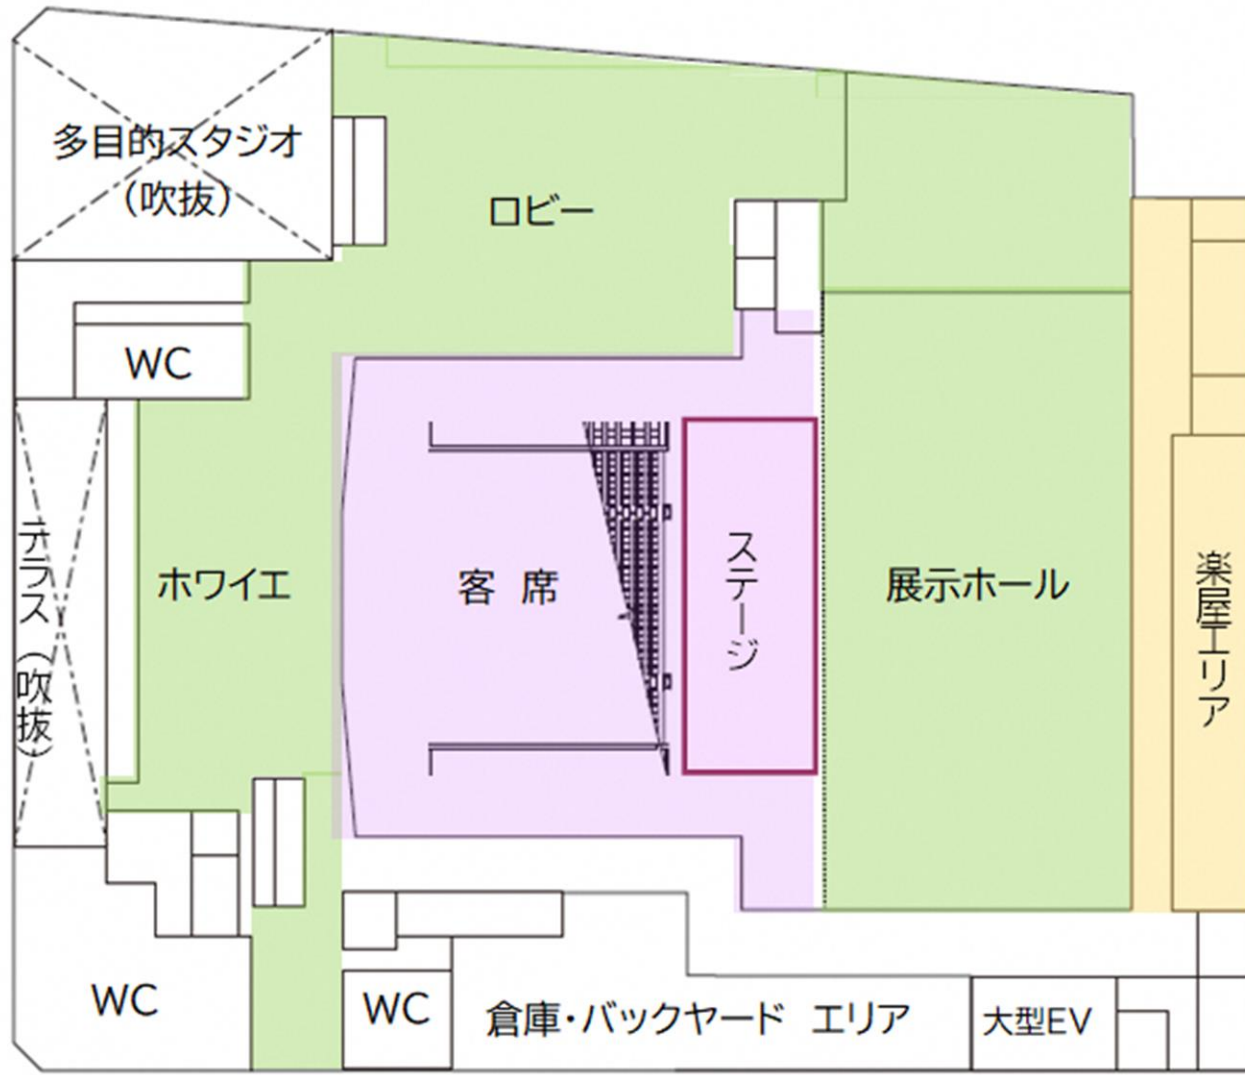 多目的スタジオ
（吹抜）
ロビー
WC
テラス（吹抜）
ホワイエ
客 席
ステージ
展示ホール
楽屋エリア
WC
WC
倉庫・バックヤード エリア
大型EV